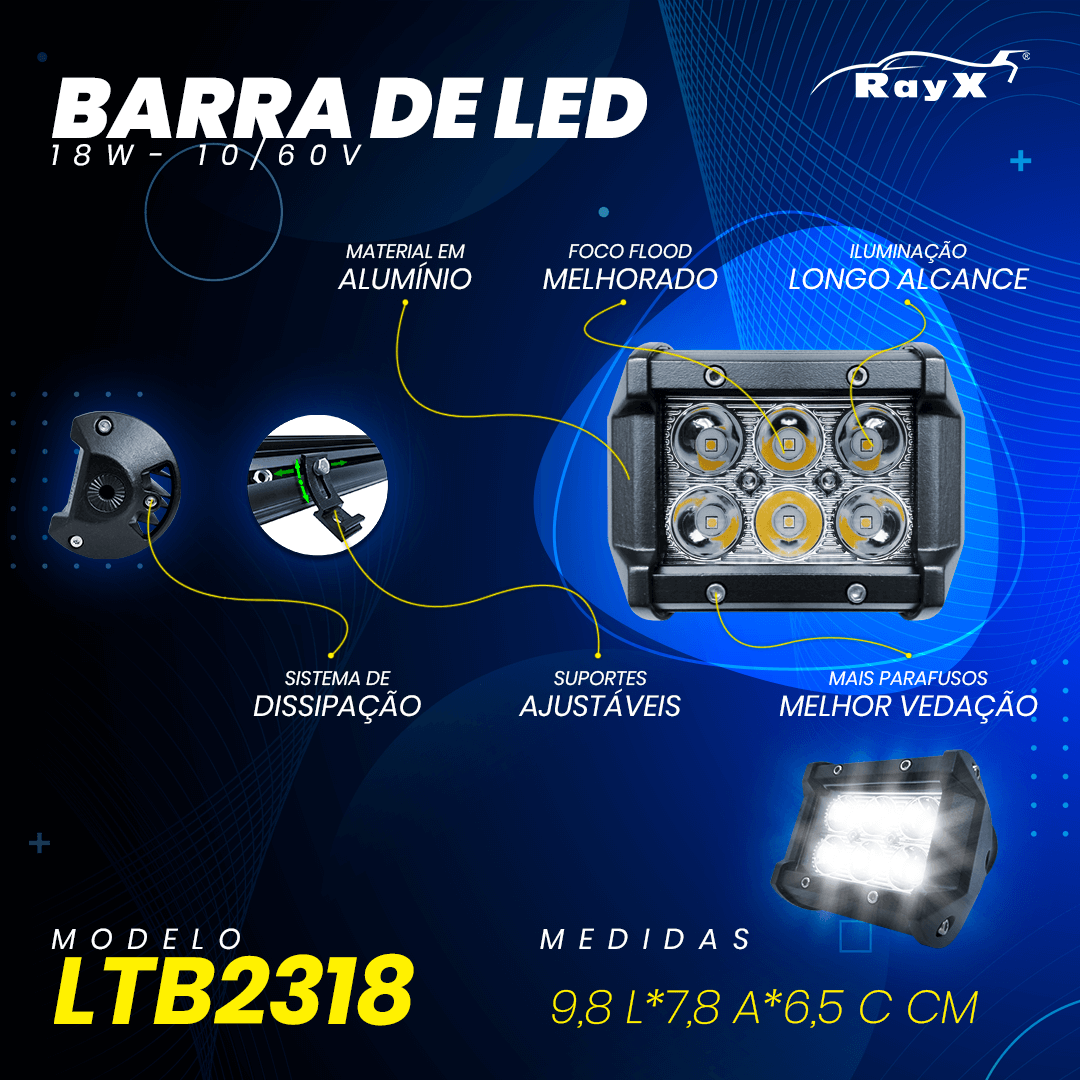 BARRA DE LED
18W- 10/60V
RayX®
MATERIAL EM
ALUMÍNIO
FOCO FLOOD
MELHORADO
ILUMINAÇÃO
LONGO ALCANCE
SISTEMA DE
DISSIPAÇÃO
SUPORTES
AJUSTÁVEIS
MAIS PARAFUSOS
MELHOR VEDAÇÃO
MODELO
LTB2318
MEDIDAS
9,8 L*7,8 A*6,5 C CM